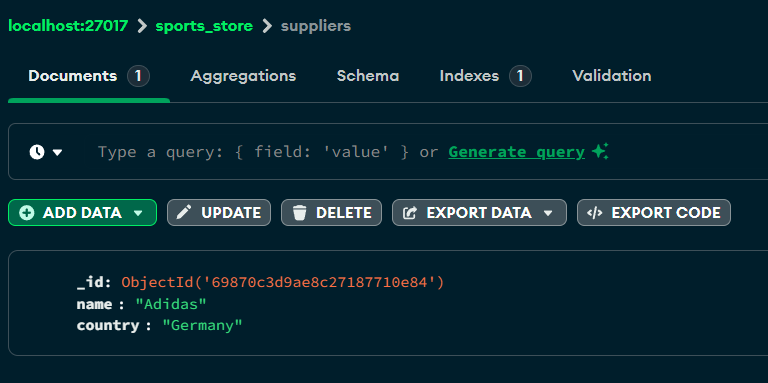 localhost:27017 > sports_store > suppliers
Documents 1 Aggregations Schema Indexes 1 Validation
Type a query: { field: 'value' } or Generate query
ADD DATA UPDATE DELETE EXPORT DATA </> EXPORT CODE
_id: ObjectId('69870c3d9ae8c27187710e84')
name : "Adidas"
country : "Germany"